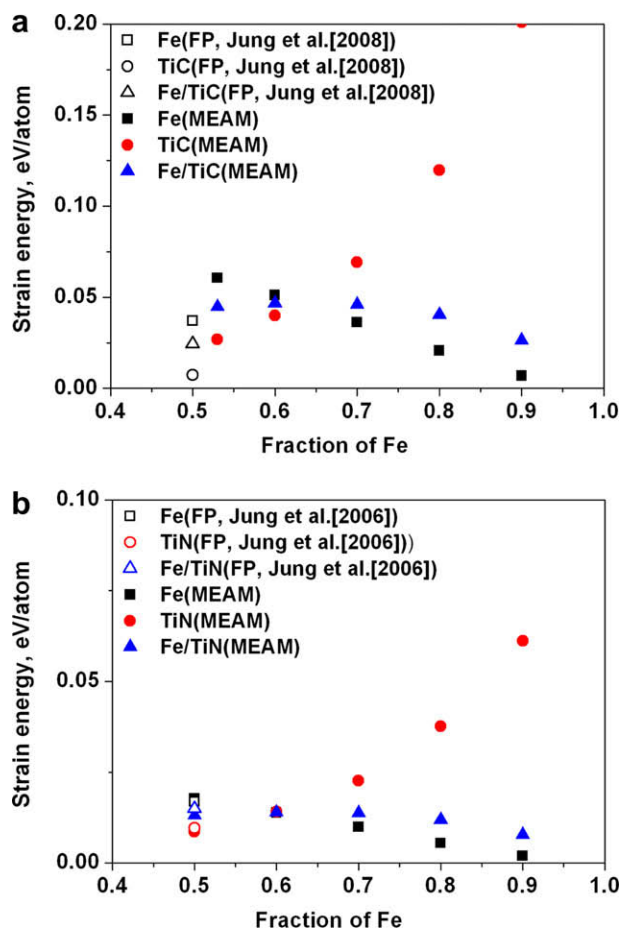 a
0.20
0.15
0.10
0.05
0.00
Strain energy, eV/atom
Fe(FP, Jung et al.[2008])
TiC(FP, Jung et al.[2008])
Fe/TiC(FP, Jung et al.[2008])
Fe(MEAM)
TiC(MEAM)
Fe/TiC(MEAM)
0.4 0.5 0.6 0.7 0.8 0.9 1.0
Fraction of Fe
b
0.10
0.05
0.00
Strain energy, eV/atom
Fe(FP, Jung et al.[2006])
TiN(FP, Jung et al.[2006]))
Fe/TiN(FP, Jung et al.[2006])
Fe(MEAM)
TiN(MEAM)
Fe/TiN(MEAM)
0.4 0.5 0.6 0.7 0.8 0.9 1.0
Fraction of Fe